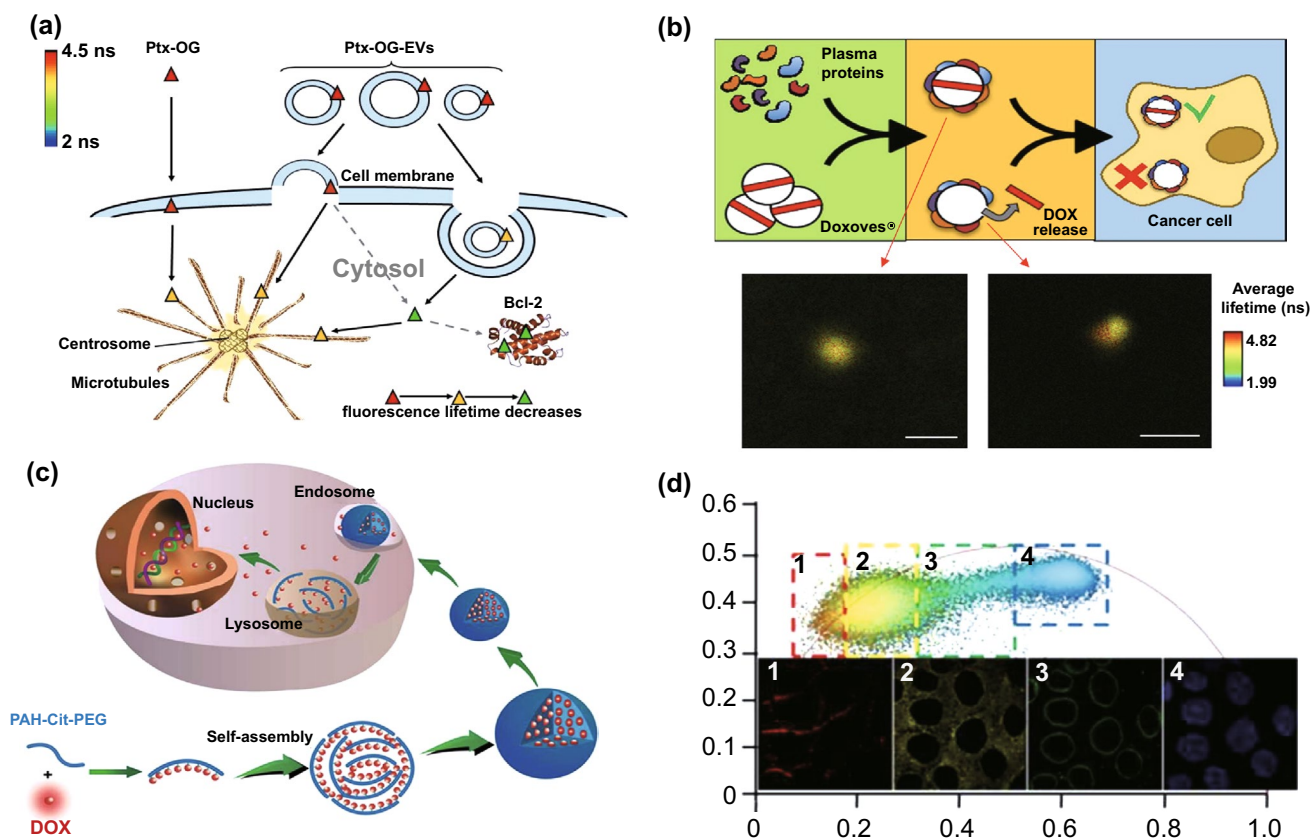 (a)
4.5 ns
2 ns
Ptx-OG
Ptx-OG-EVs
Cell membrane
Cytosol
Bcl-2
Centrosome
Microtubules
fluorescence lifetime decreases
(b)
Plasma
proteins
Doxoves®
DOX
release
Cancer cell
Average
lifetime (ns)
4.82
1.99
(c)
Nucleus
Endosome
Lysosome
PAH-Cit-PEG
+
DOX
Self-assembly
(d)
0.6
0.5
0.4
0.3
0.2
0.1
0
1
2
3
4
1
2
3
4
0
0.2
0.4
0.6
0.8
1.0